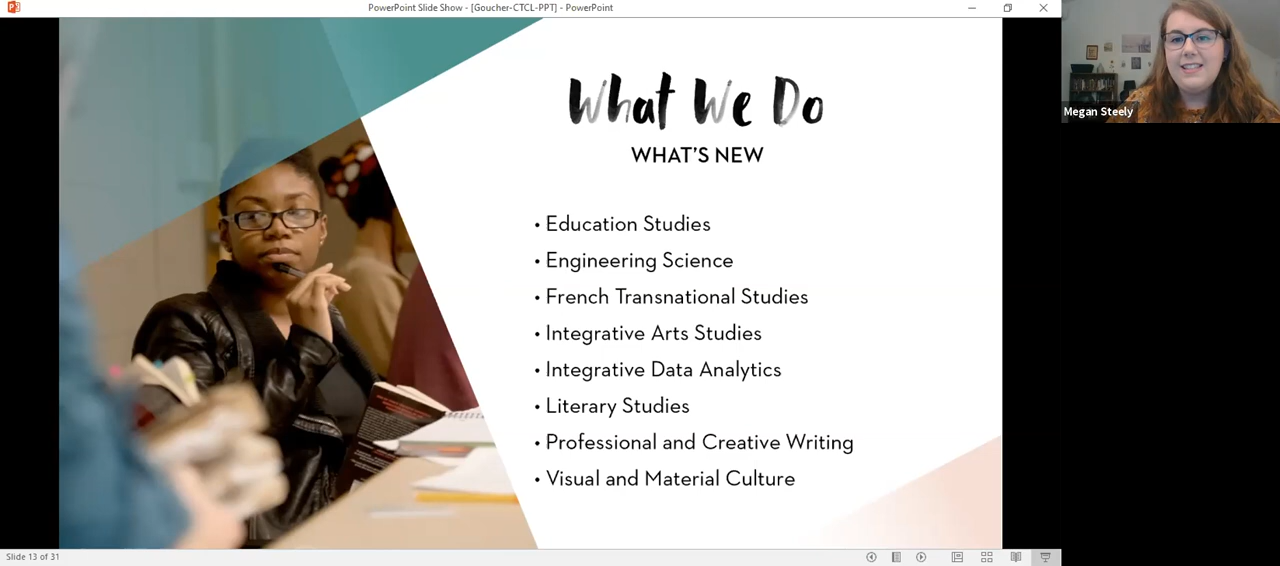 PowerPoint Slide Show - [Goucher-CTCL-PPT] - PowerPoint
Megan Steely
What We Do
WHAT'S NEW
• Education Studies
• Engineering Science
• French Transnational Studies
• Integrative Arts Studies
• Integrative Data Analytics
• Literary Studies
• Professional and Creative Writing
• Visual and Material Culture
Slide 13 of 31